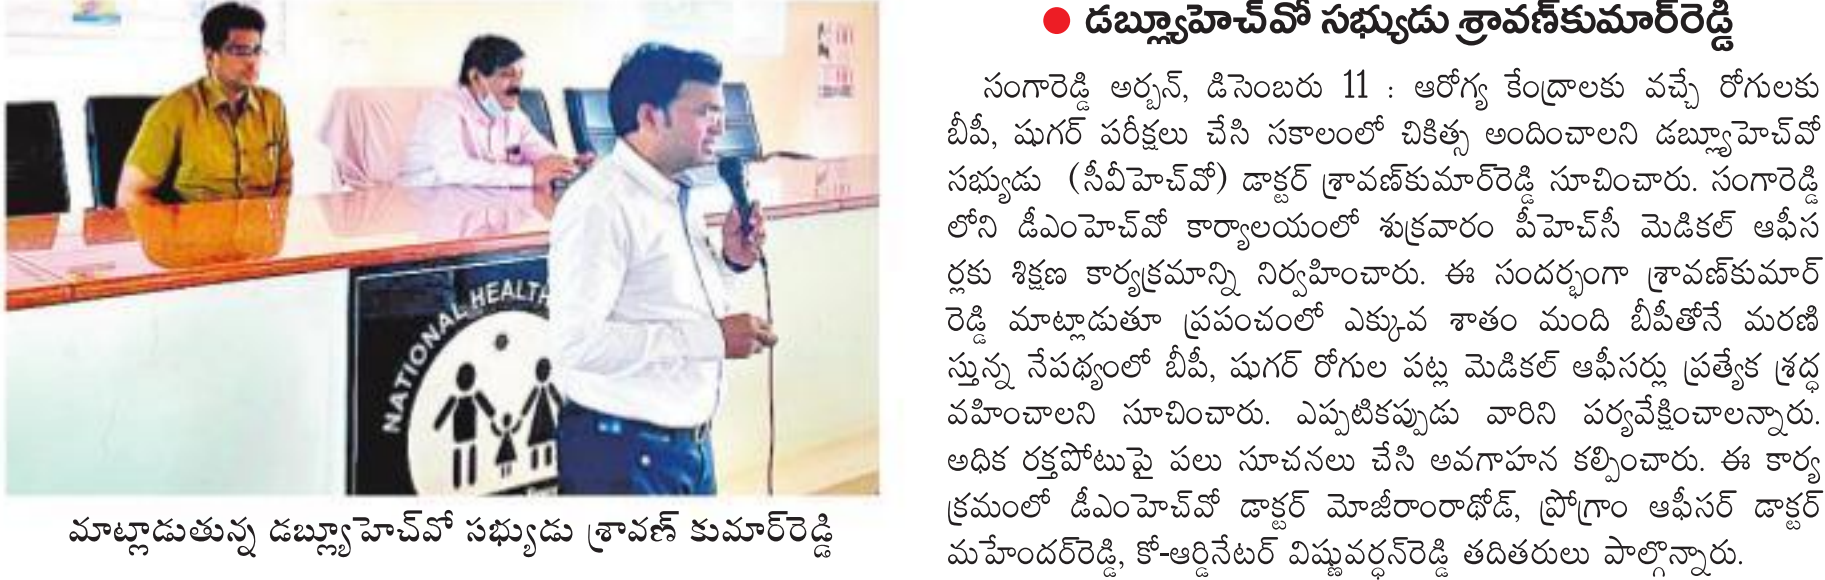 NATIONAL HEALTH
మాట్లాడుతున్న డబ్ల్యూహెచ్‌వో సభ్యుడు శ్రావణ్ కుమార్‌రెడ్డి
● డబ్ల్యూహెచ్‌వో సభ్యుడు శ్రావణ్‌కుమార్‌రెడ్డి
సంగారెడ్డి అర్బన్, డిసెంబరు 11 : ఆరోగ్య కేంద్రాలకు వచ్చే రోగులకు
బీపీ, షుగర్ పరీక్షలు చేసి సకాలంలో చికిత్స అందించాలని డబ్ల్యూహెచ్‌వో
సభ్యుడు (సీవీహెచ్‌వో) డాక్టర్ శ్రావణ్‌కుమార్‌రెడ్డి సూచించారు. సంగారెడ్డి
లోని డీఎంహెచ్‌వో కార్యాలయంలో శుక్రవారం పీహెచ్‌సీ మెడికల్ ఆఫీస
ర్లకు శిక్షణ కార్యక్రమాన్ని నిర్వహించారు. ఈ సందర్భంగా శ్రావణ్‌కుమార్
రెడ్డి మాట్లాడుతూ ప్రపంచంలో ఎక్కువ శాతం మంది బీపీతోనే మరణి
స్తున్న నేపథ్యంలో బీపీ, షుగర్ రోగుల పట్ల మెడికల్ ఆఫీసర్లు ప్రత్యేక శ్రద్ధ
వహించాలని సూచించారు. ఎప్పటికప్పుడు వారిని పర్యవేక్షించాలన్నారు.
అధిక రక్తపోటుపై పలు సూచనలు చేసి అవగాహన కల్పించారు. ఈ కార్య
క్రమంలో డీఎంహెచ్‌వో డాక్టర్ మోజీరాంరాథోడ్, ప్రోగ్రాం ఆఫీసర్ డాక్టర్
మహేందర్‌రెడ్డి, కో-ఆర్డినేటర్ విష్ణువర్ధన్‌రెడ్డి తదితరులు పాల్గొన్నారు.